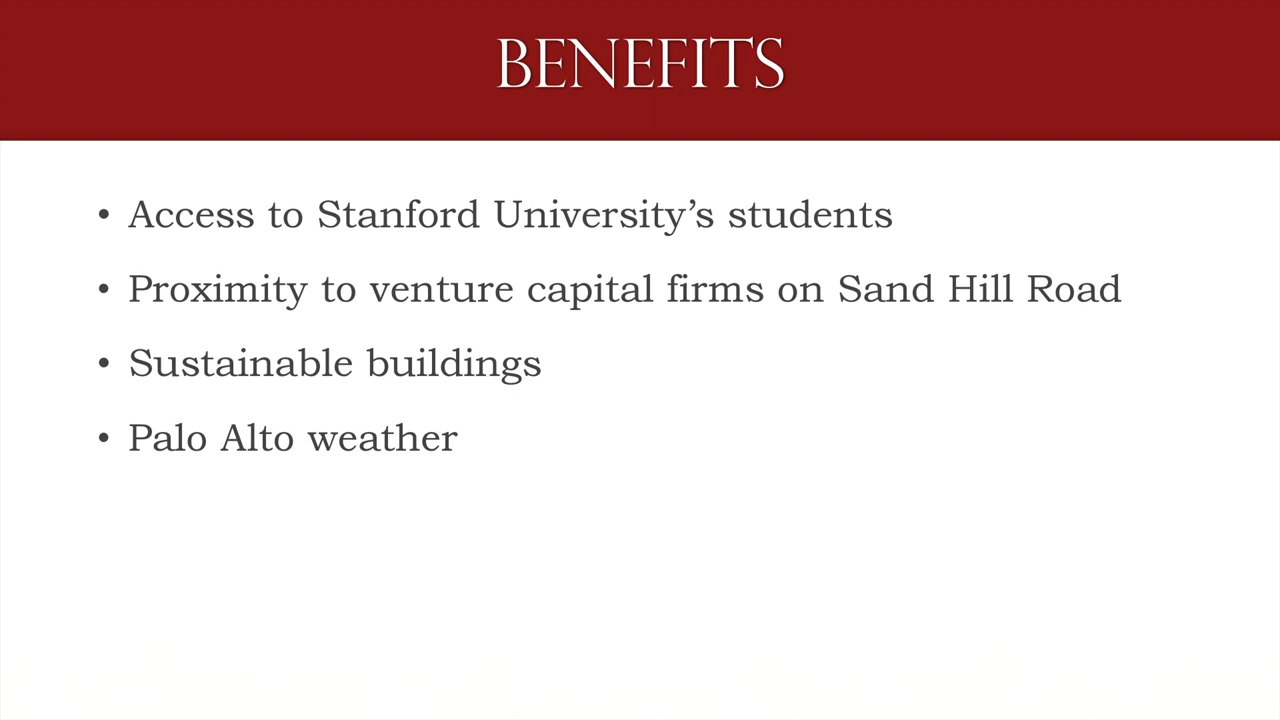 BENEFITS
• Access to Stanford University’s students
• Proximity to venture capital firms on Sand Hill Road
• Sustainable buildings
• Palo Alto weather